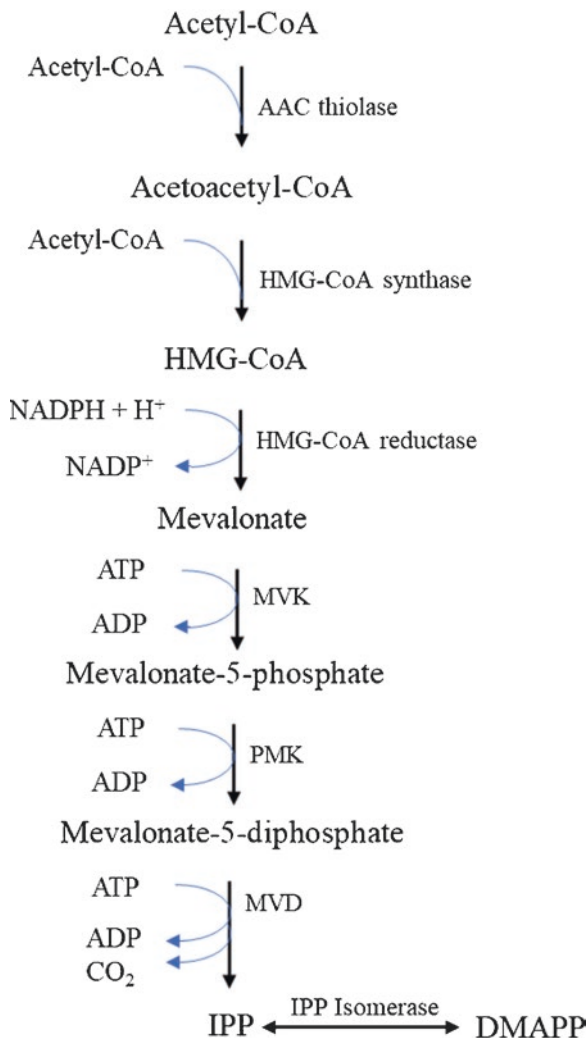 Acetyl-CoA
Acetyl-CoA
AAC thiolase
Acetoacetyl-CoA
Acetyl-CoA
HMG-CoA synthase
HMG-CoA
NADPH + H⁺
HMG-CoA reductase
NADP⁺
Mevalonate
ATP
MVK
ADP
Mevalonate-5-phosphate
ATP
PMK
ADP
Mevalonate-5-diphosphate
ATP
MVD
ADP
CO₂
IPP Isomerase
IPP DMAPP